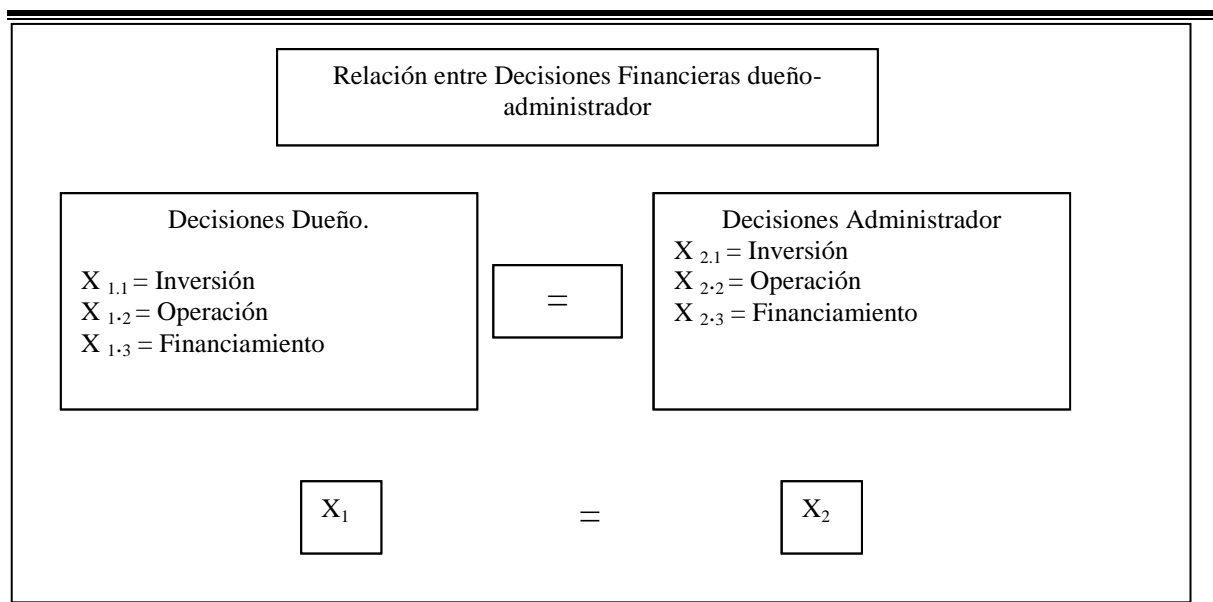 Relación entre Decisiones Financieras dueño-
administrador
Decisiones Dueño.
X 1.1 = Inversión
X 1.2 = Operación
X 1.3 = Financiamiento
=
Decisiones Administrador
X 2.1 = Inversión
X 2.2 = Operación
X 2.3 = Financiamiento
X1
=
X2